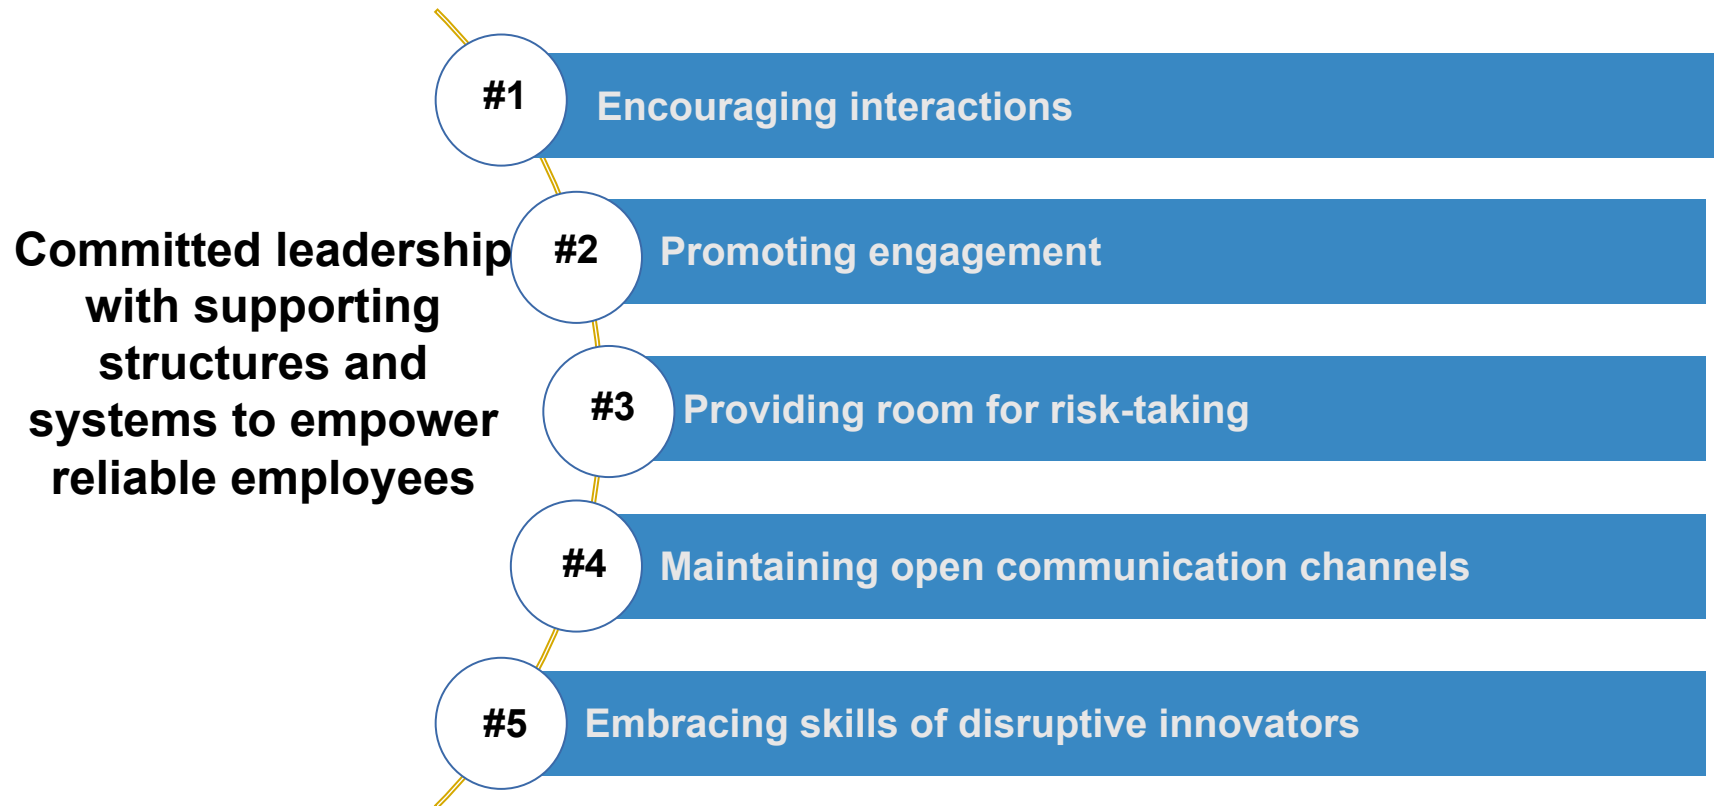 Committed leadership
with supporting
structures and
systems to empower
reliable employees
#1
Encouraging interactions
#2
Promoting engagement
#3
Providing room for risk-taking
#4
Maintaining open communication channels
#5
Embracing skills of disruptive innovators